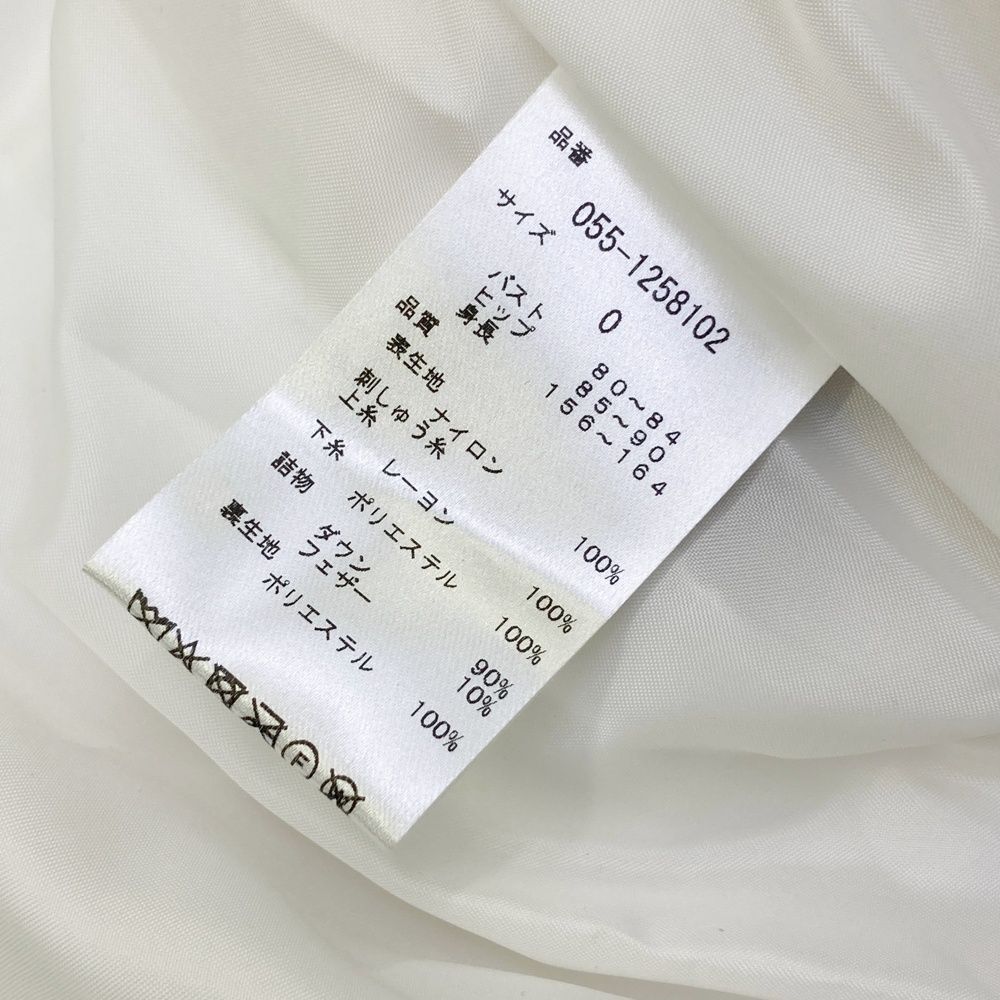 品番
055-1258102
サイズ
0
バスト 80～84
ヒップ 85～90
身長 156～164
品質
表生地
ナイロン 100%
刺しゅう糸
上糸 レーヨン 100%
下糸 ポリエステル 100%
詰物
ダウン 90%
フェザー 10%
裏生地
ポリエステル 100%
F
W